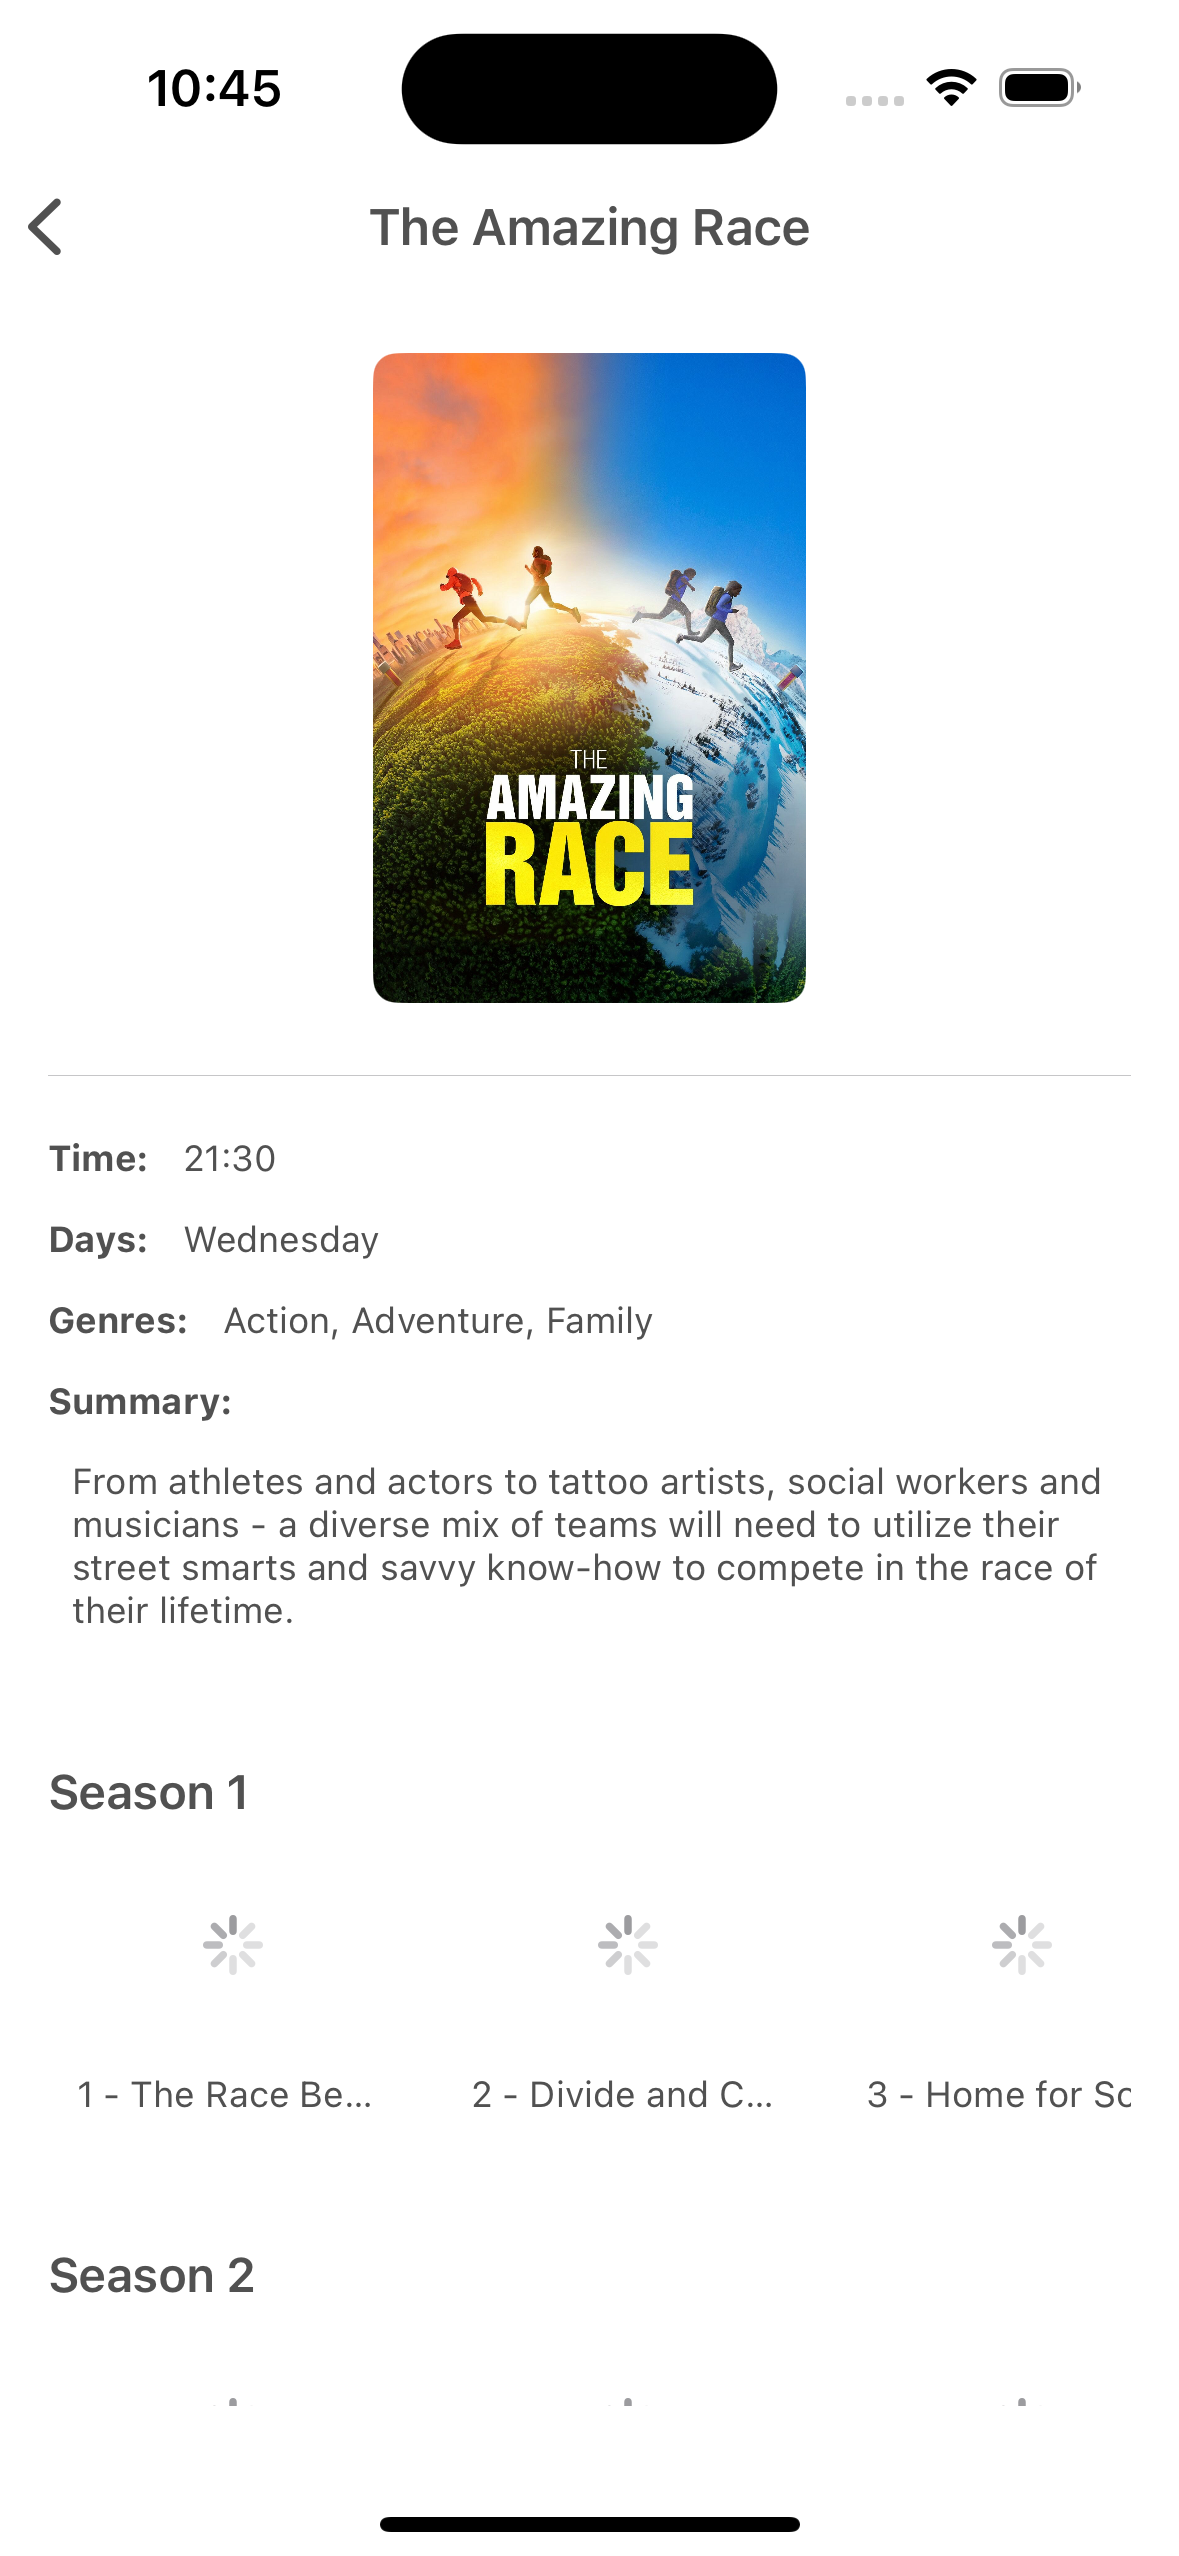 10:45
The Amazing Race
THE
AMAZING
RACE
Time: 21:30
Days: Wednesday
Genres: Action, Adventure, Family
Summary:
From athletes and actors to tattoo artists, social workers and
musicians - a diverse mix of teams will need to utilize their
street smarts and savvy know-how to compete in the race of
their lifetime.
Season 1
1 - The Race Be... 2 - Divide and C... 3 - Home for So
Season 2